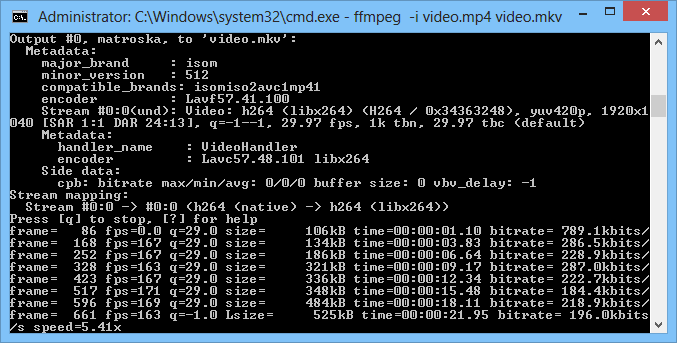 Administrator: C:\Windows\system32\cmd.exe - ffmpeg -i video.mp4 video.mkv
Output #0, matroska, to 'video.mkv':
Metadata:
major_brand : isom
minor_version : 512
compatible_brands: isomiso2avc1mp41
encoder : Lavf57.41.100
Stream #0:0(und): Video: h264 (libx264) (H264 / 0x34363248), yuv420p, 1920x1
040 [SAR 1:1 DAR 24:13], q=-1--1, 29.97 fps, 1k tbn, 29.97 tbc (default)
Metadata:
handler_name : VideoHandler
encoder : Lavc57.48.101 libx264
Side data:
cpb: bitrate max/min/avg: 0/0/0 buffer size: 0 vbv_delay: -1
Stream mapping:
Stream #0:0 -> #0:0 (h264 (native) -> h264 (libx264))
Press [q] to stop, [?] for help
frame= 86 fps=0.0 q=29.0 size= 106kB time=00:00:01.10 bitrate= 789.1kbits/
frame= 168 fps=167 q=29.0 size= 134kB time=00:00:03.83 bitrate= 286.5kbits/
frame= 252 fps=167 q=29.0 size= 186kB time=00:00:06.64 bitrate= 228.9kbits/
frame= 328 fps=163 q=29.0 size= 321kB time=00:00:09.17 bitrate= 287.0kbits/
frame= 423 fps=167 q=29.0 size= 336kB time=00:00:12.34 bitrate= 222.7kbits/
frame= 517 fps=171 q=29.0 size= 348kB time=00:00:15.48 bitrate= 184.4kbits/
frame= 596 fps=169 q=29.0 size= 484kB time=00:00:18.11 bitrate= 218.9kbits/
frame= 661 fps=163 q=-1.0 Lsize= 525kB time=00:00:21.95 bitrate= 196.0kbits
/s speed=5.41x